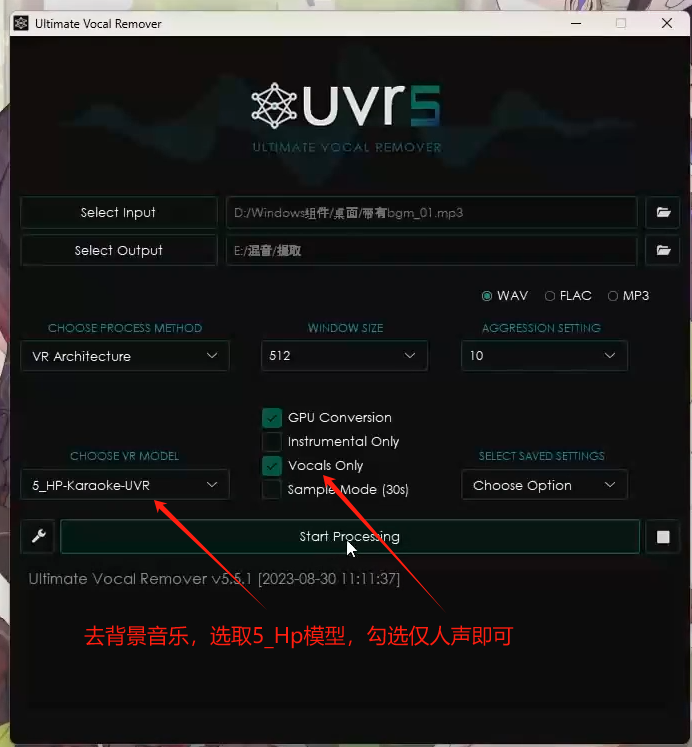 Ultimate Vocal Remover
uvr5
ULTIMATE VOCAL REMOVER
Select Input
D:/Windows组件/桌面/带有bgm_01.mp3
Select Output
E:/混音/提取
WAV FLAC MP3
CHOOSE PROCESS METHOD
WINDOW SIZE
AGGRESSION SETTING
VR Architecture
512
10
GPU Conversion
Instrumental Only
CHOOSE VR MODEL
Vocals Only
SELECT SAVED SETTINGS
5_HP-Karaoke-UVR
Sample Mode (30s)
Choose Option
Start Processing
Ultimate Vocal Remover v5.5.1 [2023-08-30 11:11:37]
去背景音乐，选取5_Hp模型，勾选仅人声即可